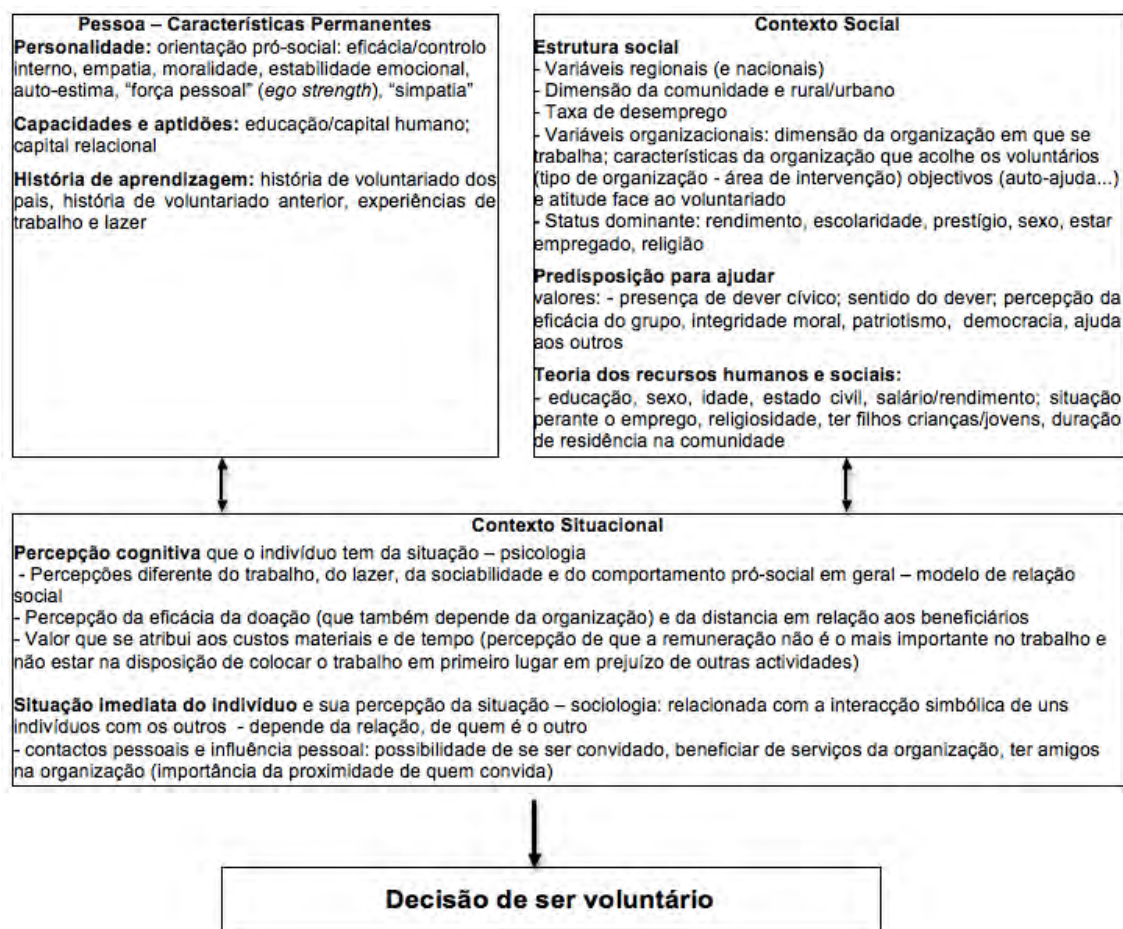 Pessoa – Características Permanentes
Personalidade: orientação pró-social: eficácia/controlo
interno, empatia, moralidade, estabilidade emocional,
auto-estima, “força pessoal” (ego strength), “simpatia”
Capacidades e aptidões: educação/capital humano;
capital relacional
História de aprendizagem: história de voluntariado dos
pais, história de voluntariado anterior, experiências de
trabalho e lazer
Contexto Social
Estrutura social
- Variáveis regionais (e nacionais)
- Dimensão da comunidade e rural/urbano
- Taxa de desemprego
- Variáveis organizacionais: dimensão da organização em que se
trabalha; características da organização que acolhe os voluntários
(tipo de organização - área de intervenção) objectivos (auto-ajuda...)
e atitude face ao voluntariado
- Status dominante: rendimento, escolaridade, prestígio, sexo, estar
empregado, religião
Predisposição para ajudar
valores: - presença de dever cívico; sentido do dever; percepção da
eficácia do grupo, integridade moral, patriotismo, democracia, ajuda
aos outros
Teoria dos recursos humanos e sociais:
- educação, sexo, idade, estado civil, salário/rendimento; situação
perante o emprego, religiosidade, ter filhos crianças/jovens, duração
de residência na comunidade
Contexto Situacional
Percepção cognitiva que o indivíduo tem da situação – psicologia
- Percepções diferente do trabalho, do lazer, da sociabilidade e do comportamento pró-social em geral – modelo de relação
social
- Percepção da eficácia da doação (que também depende da organização) e da distancia em relação aos beneficiários
- Valor que se atribui aos custos materiais e de tempo (percepção de que a remuneração não é o mais importante no trabalho e
não estar na disposição de colocar o trabalho em primeiro lugar em prejuízo de outras actividades)
Situação imediata do indivíduo e sua percepção da situação – sociologia: relacionada com a interacção simbólica de uns
indivíduos com os outros - depende da relação, de quem é o outro
- contactos pessoais e influência pessoal: possibilidade de se ser convidado, beneficiar de serviços da organização, ter amigos
na organização (importância da proximidade de quem convida)
Decisão de ser voluntário